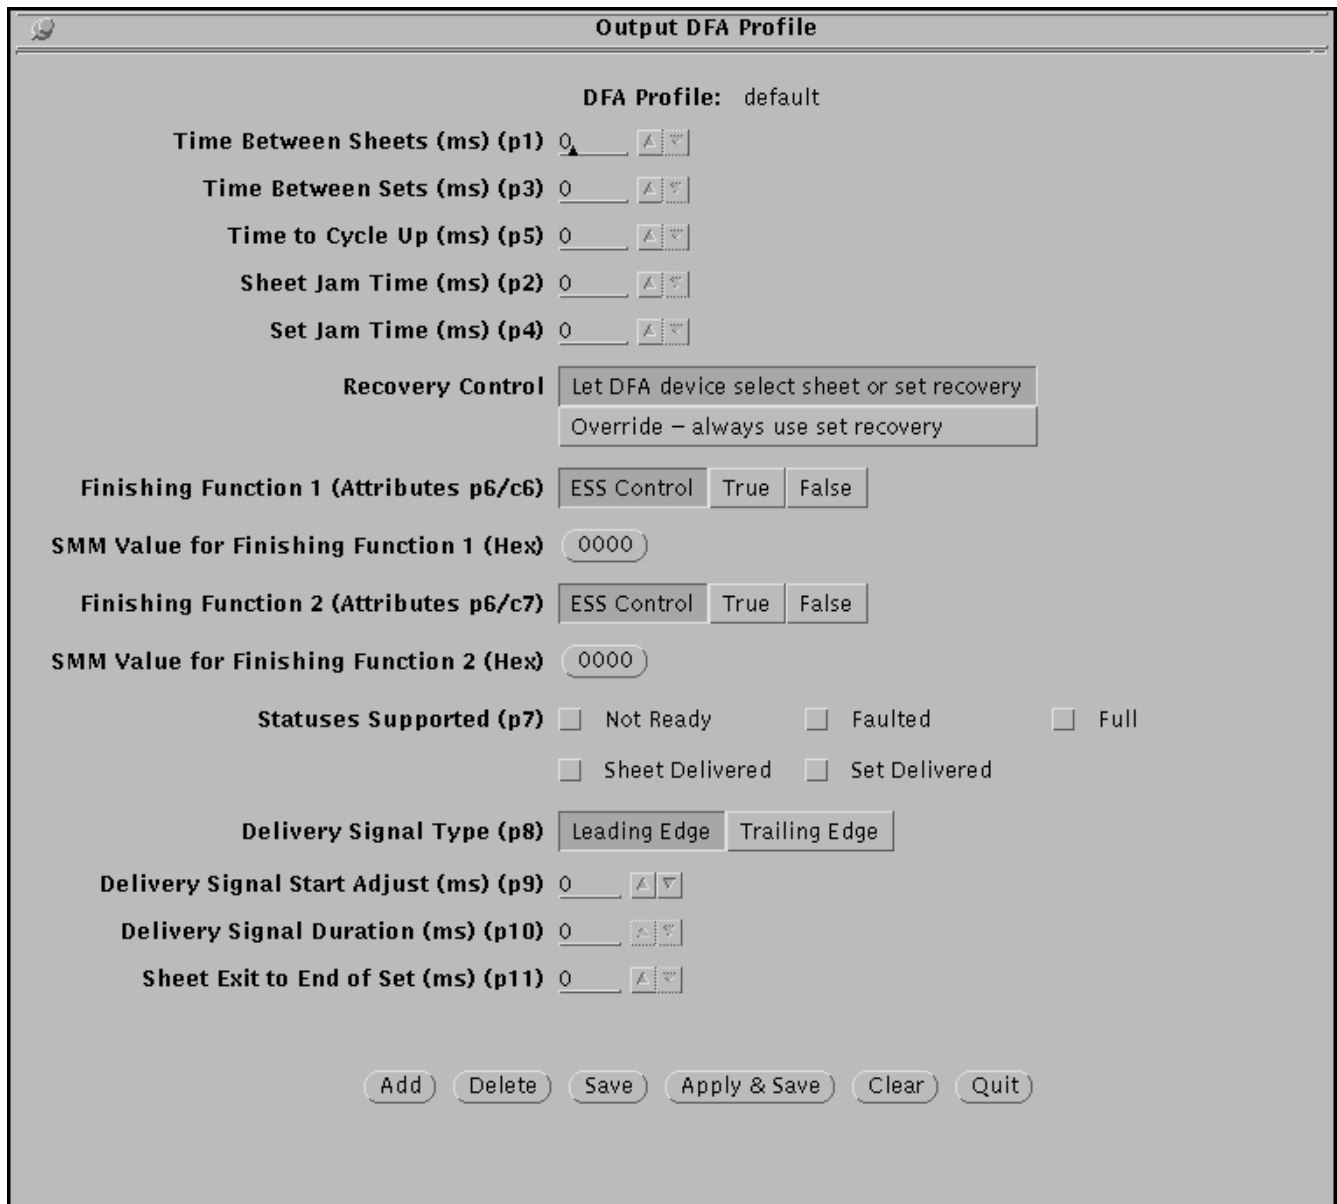 Output DFA Profile
DFA Profile: default
Time Between Sheets (ms) (p1) 0
Time Between Sets (ms) (p3) 0
Time to Cycle Up (ms) (p5) 0
Sheet Jam Time (ms) (p2) 0
Set Jam Time (ms) (p4) 0
Recovery Control Let DFA device select sheet or set recovery
Override – always use set recovery
Finishing Function 1 (Attributes p6/c6) ESS Control True False
SMM Value for Finishing Function 1 (Hex) 0000
Finishing Function 2 (Attributes p6/c7) ESS Control True False
SMM Value for Finishing Function 2 (Hex) 0000
Statuses Supported (p7) Not Ready Faulted Full
Sheet Delivered Set Delivered
Delivery Signal Type (p8) Leading Edge Trailing Edge
Delivery Signal Start Adjust (ms) (p9) 0
Delivery Signal Duration (ms) (p10) 0
Sheet Exit to End of Set (ms) (p11) 0
Add Delete Save Apply & Save Clear Quit